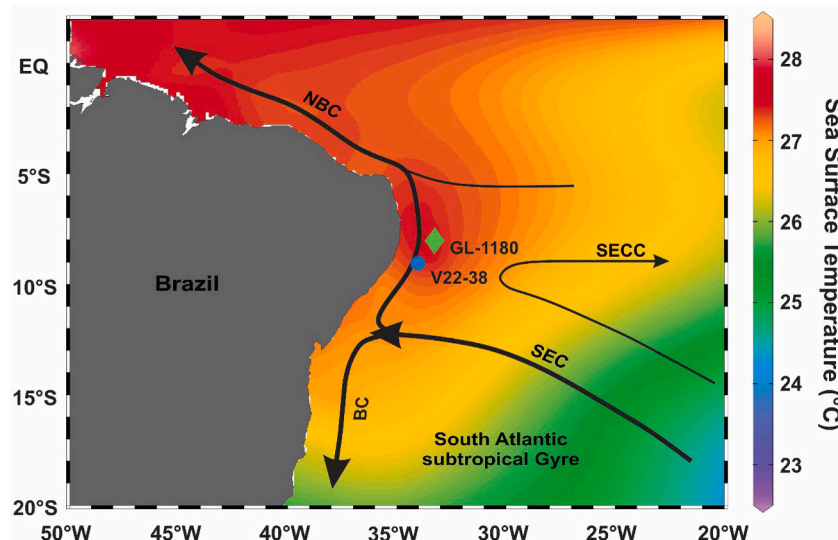 EQ
5°S
10°S
15°S
20°S
50°W
45°W
40°W
35°W
30°W
25°W
20°W
NBC
GL-1180
V22-38
SECC
Brazil
SEC
BC
South Atlantic
subtropical Gyre
28
27
26
25
24
23
Sea Surface Temperature (°C)